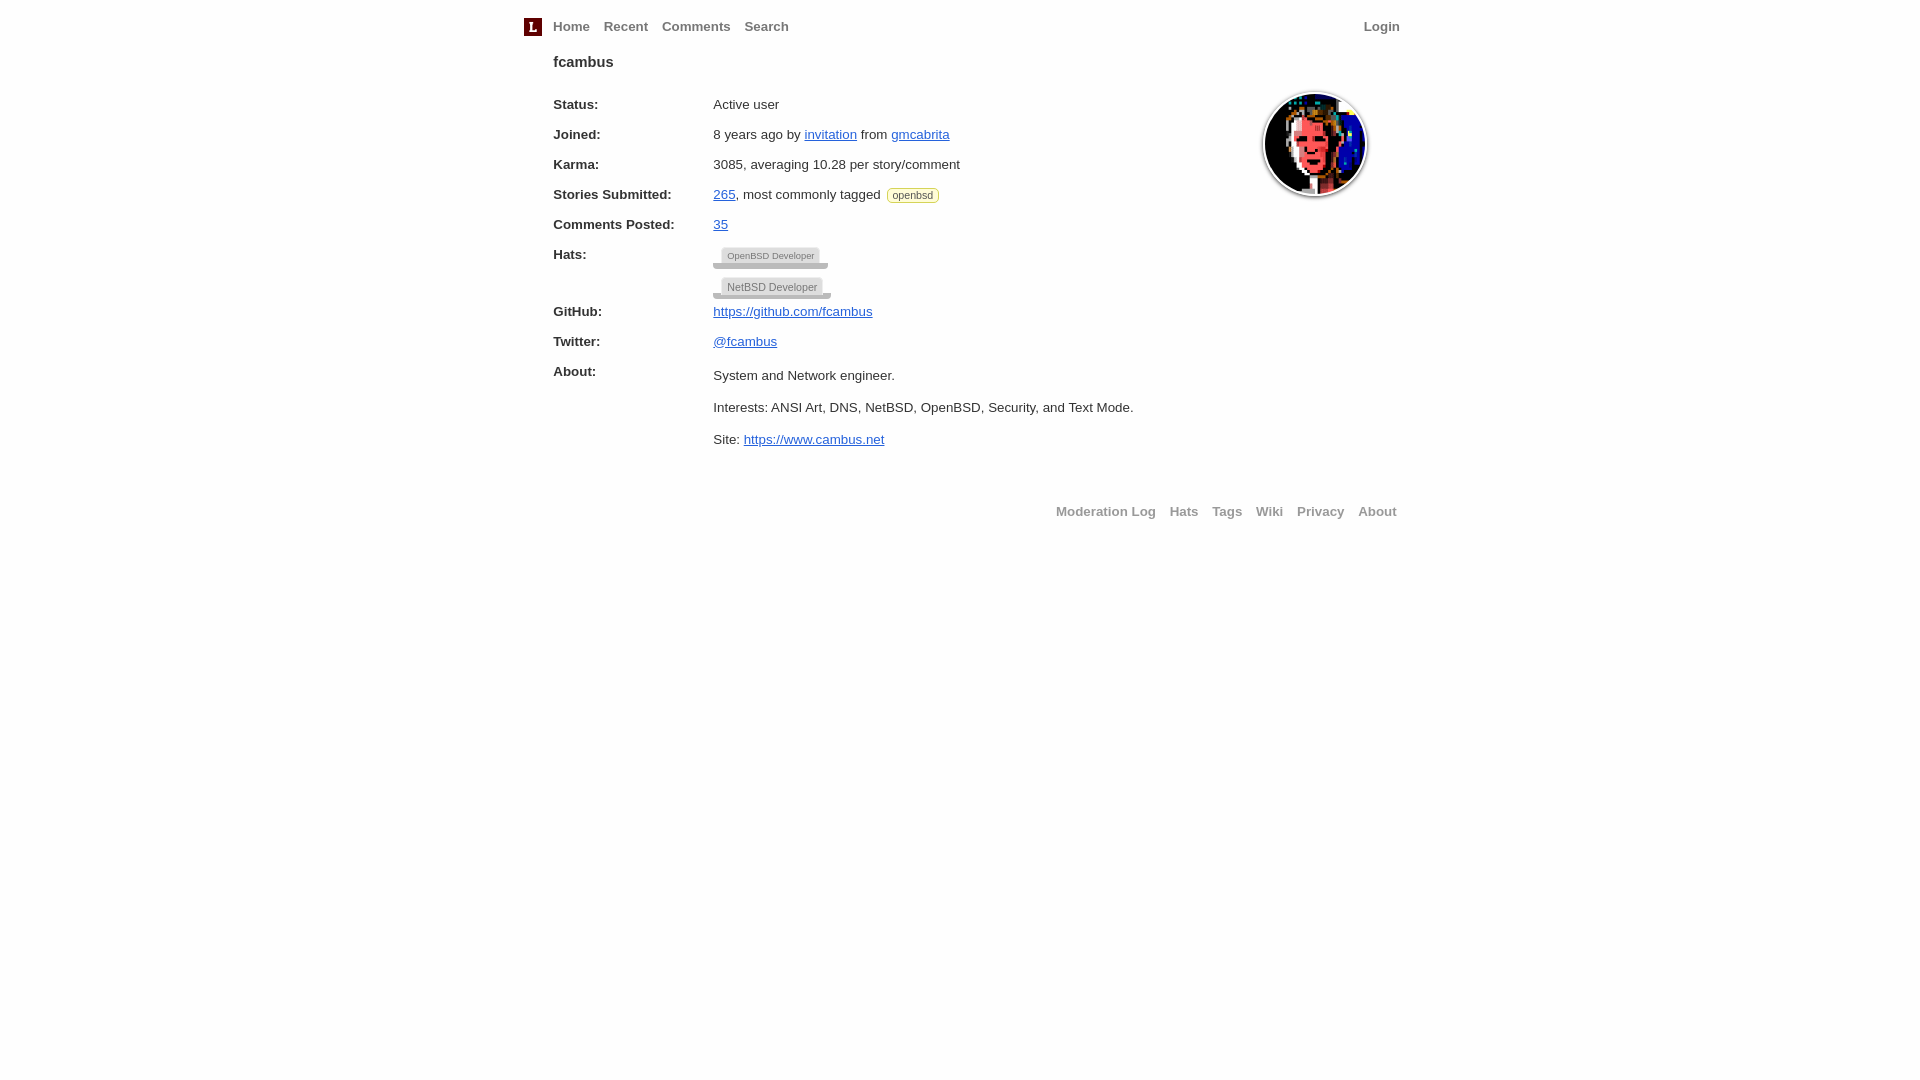 L Home Recent Comments Search Login
fcambus
Status: Active user
Joined: 8 years ago by invitation from gmcabrita
Karma: 3085, averaging 10.28 per story/comment
Stories Submitted: 265, most commonly tagged openbsd
Comments Posted: 35
Hats: OpenBSD Developer
NetBSD Developer
GitHub: https://github.com/fcambus
Twitter: @fcambus
About: System and Network engineer.
Interests: ANSI Art, DNS, NetBSD, OpenBSD, Security, and Text Mode.
Site: https://www.cambus.net
Moderation Log Hats Tags Wiki Privacy About